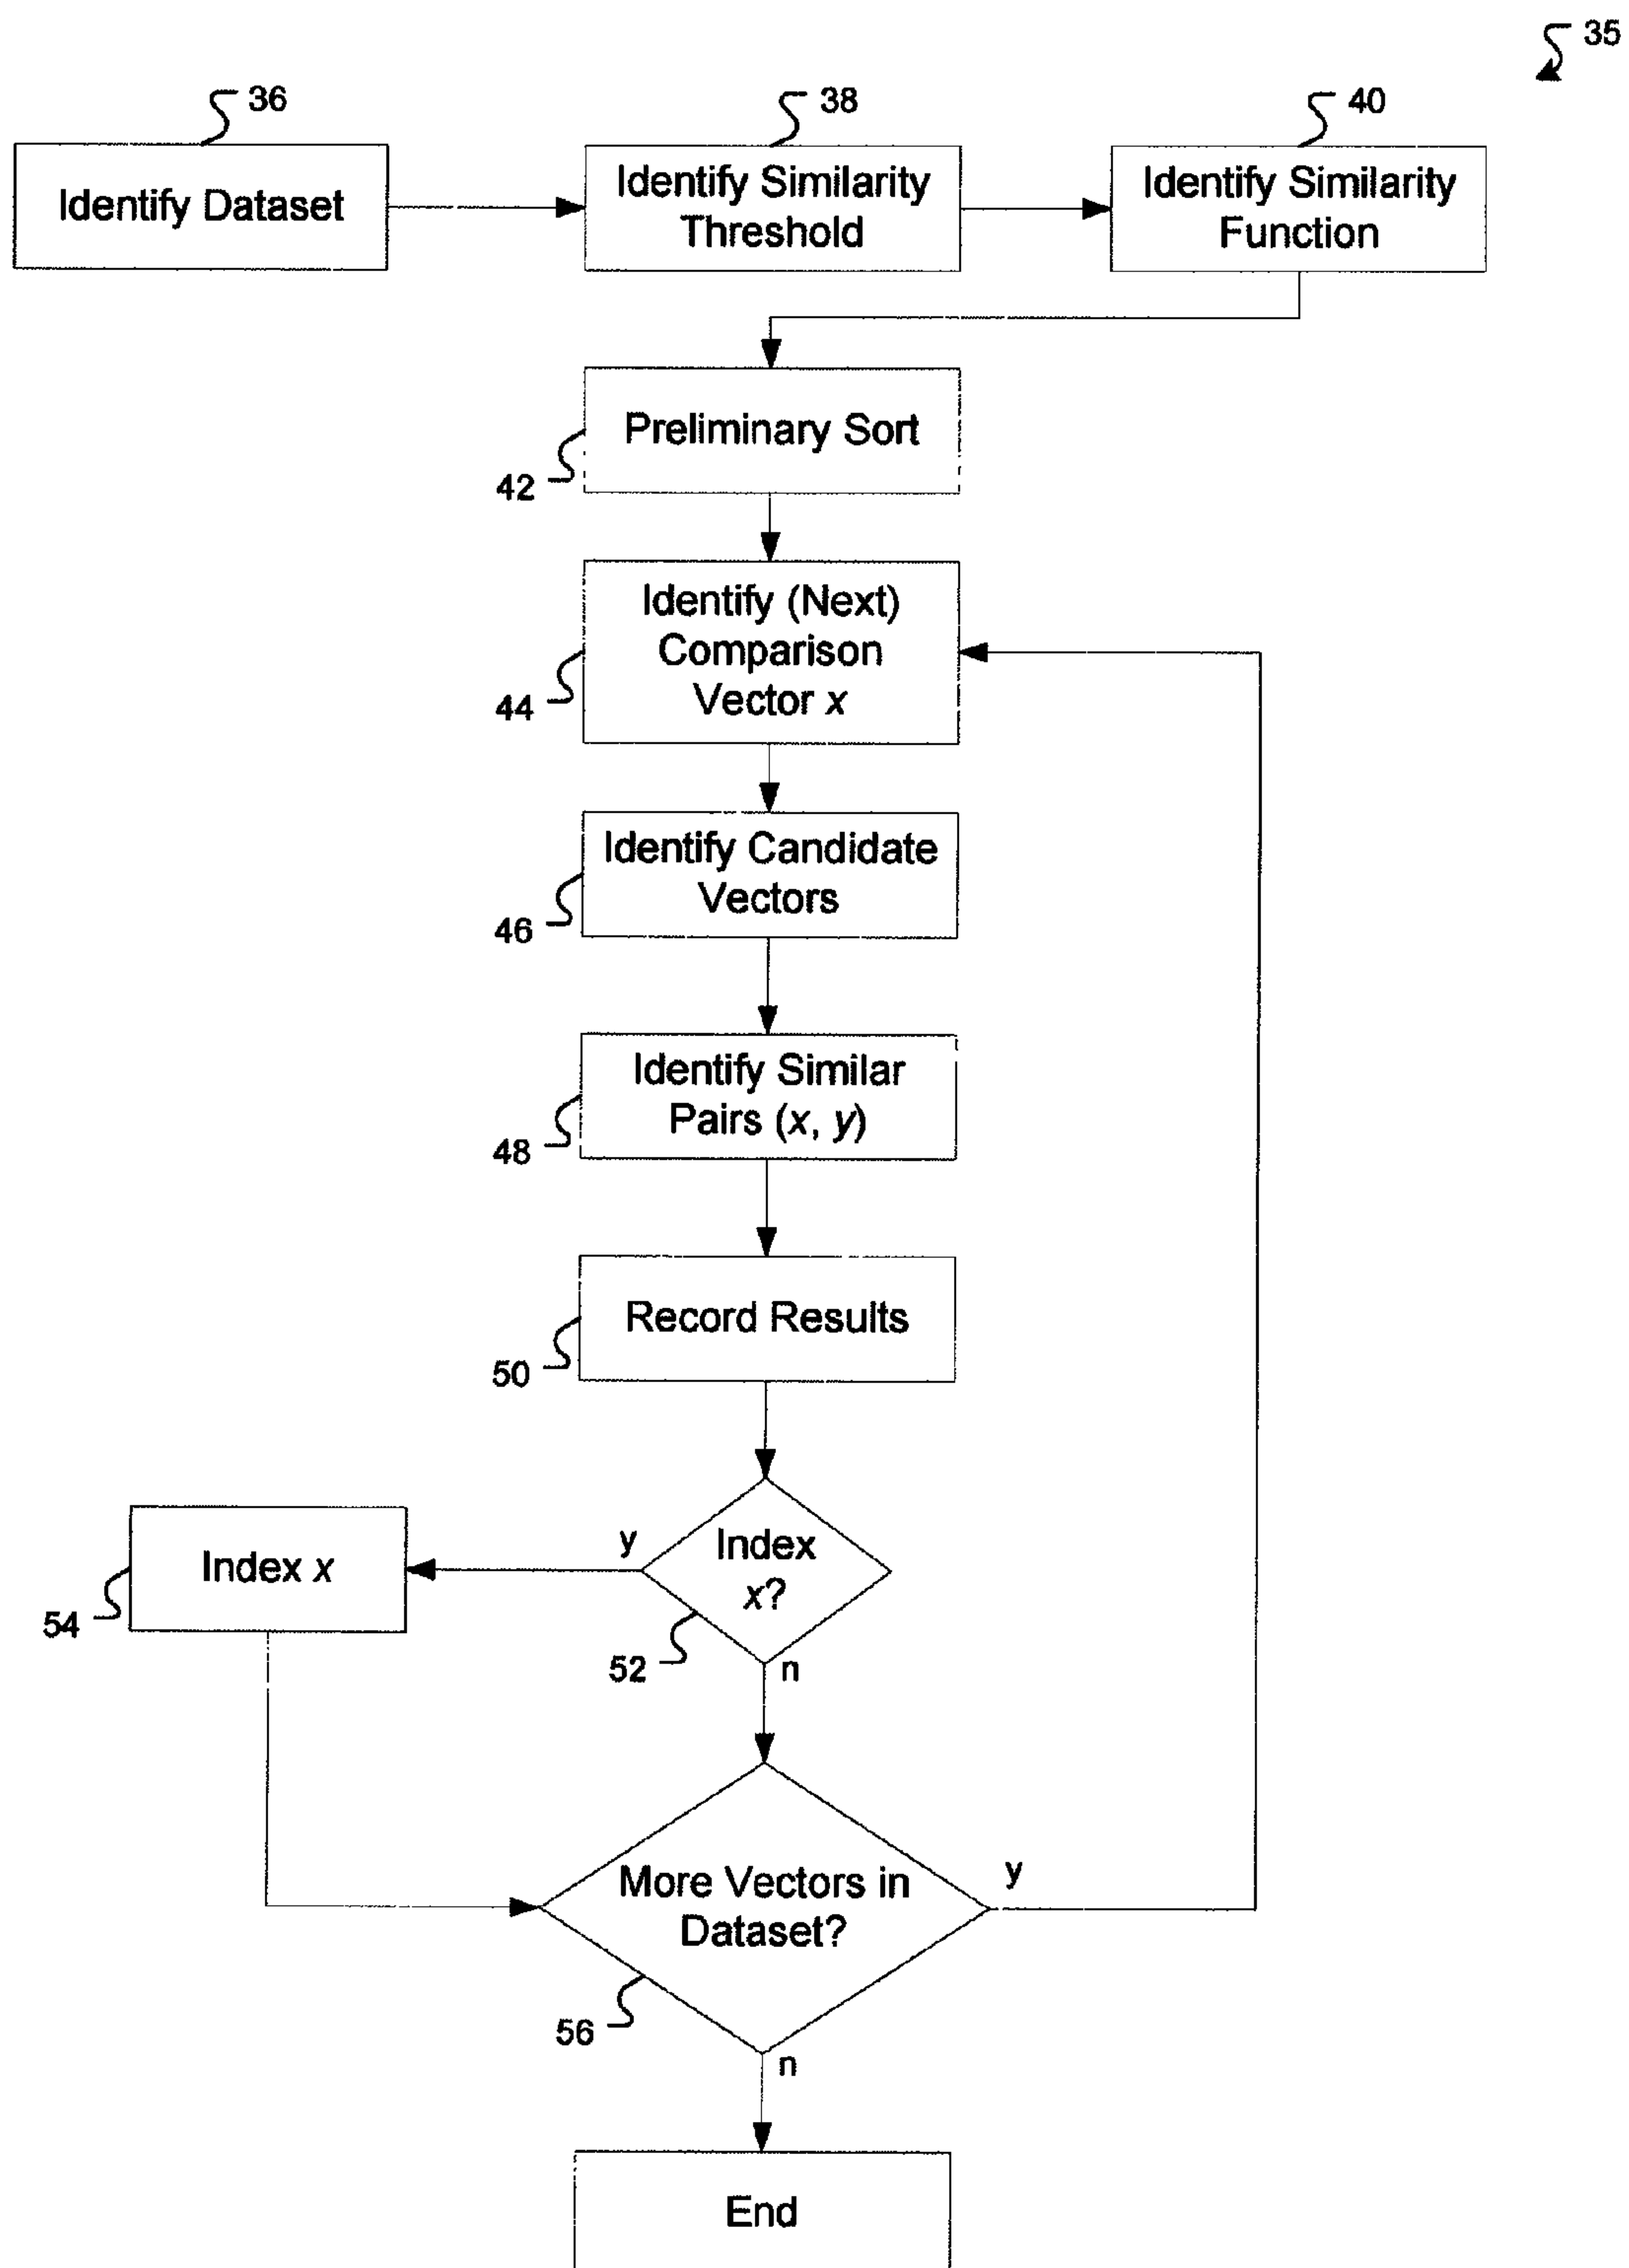 35
36
38
40
Identify Dataset
Identify Similarity
Threshold
Identify Similarity
Function
Preliminary Sort
42
Identify (Next)
Comparison
Vector x
44
Identify Candidate
Vectors
46
Identify Similar
Pairs (x, y)
48
Record Results
50
Index
x?
y
Index x
54
52
n
More Vectors in
Dataset?
y
56
n
End